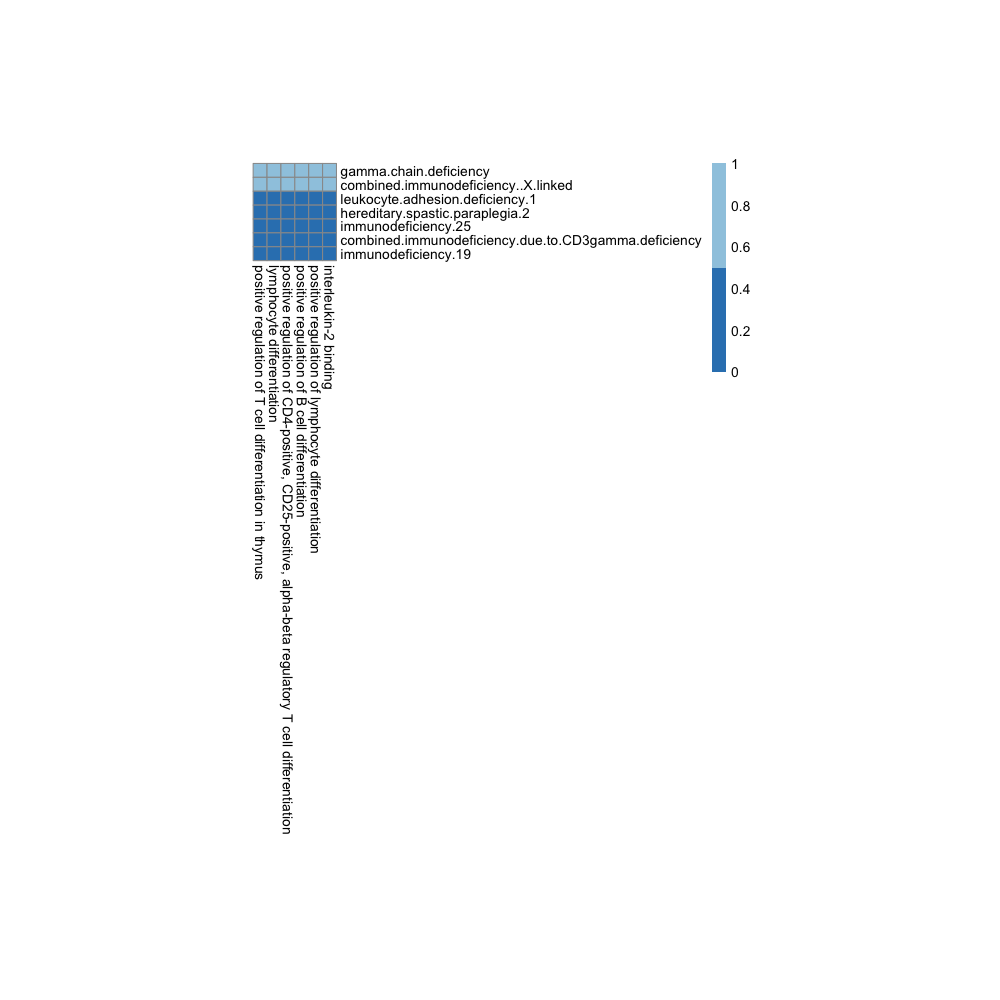 gamma.chain.deficiency
combined.immunodeficiency..X.linked
leukocyte.adhesion.deficiency.1
hereditary.spastic.paraplegia.2
immunodeficiency.25
combined.immunodeficiency.due.to.CD3gamma.deficiency
immunodeficiency.19
positive regulation of T cell differentiation in thymus
lymphocyte differentiation
positive regulation of CD4-positive, CD25-positive, alpha-beta regulatory T cell differentiation
positive regulation of B cell differentiation
positive regulation of lymphocyte differentiation
interleukin-2 binding
1
0.8
0.6
0.4
0.2
0